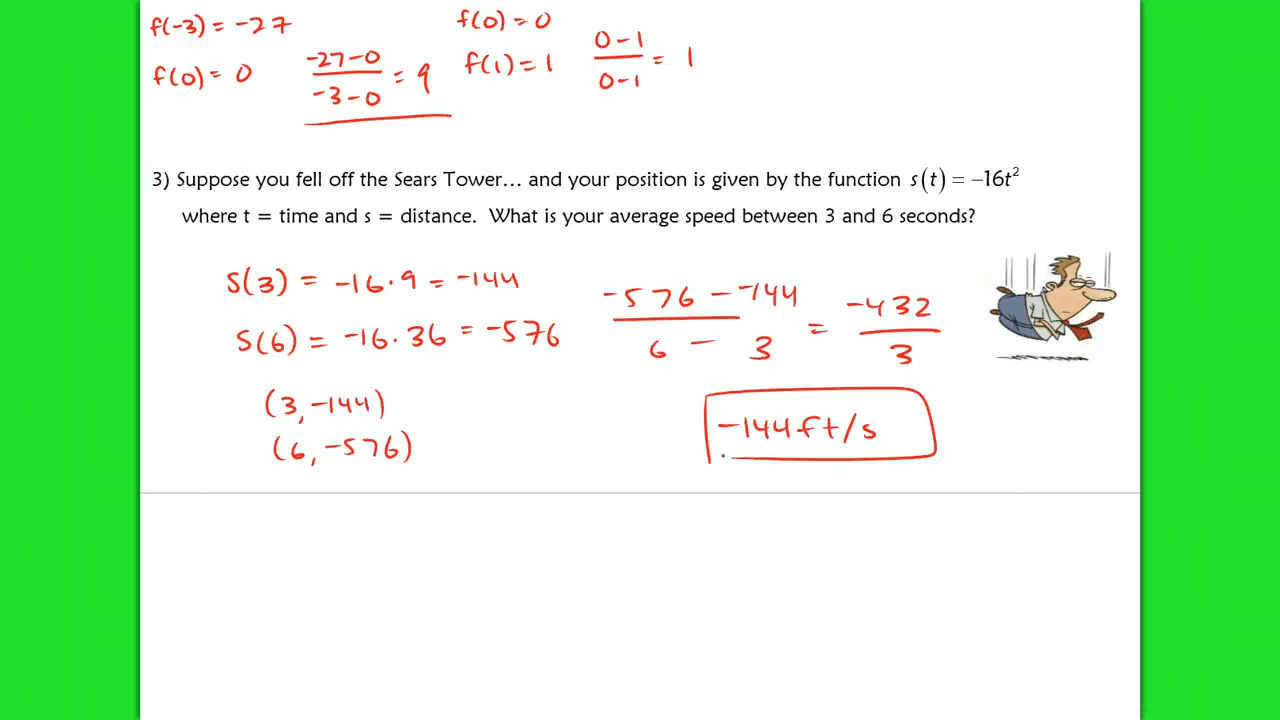 f(-3) = -27
f(0) = 0
-27-0
-3-0
= 9
f(0) = 0
f(1) = 1
0-1
0-1
= 1
3) Suppose you fell off the Sears Tower… and your position is given by the function s(t) = −16t²
where t = time and s = distance. What is your average speed between 3 and 6 seconds?
s(3) = -16·9 = -144
s(6) = -16·36 = -576
(3, -144)
(6, -576)
-576 - -144
6 - 3
=
-432
3
-144 ft/s